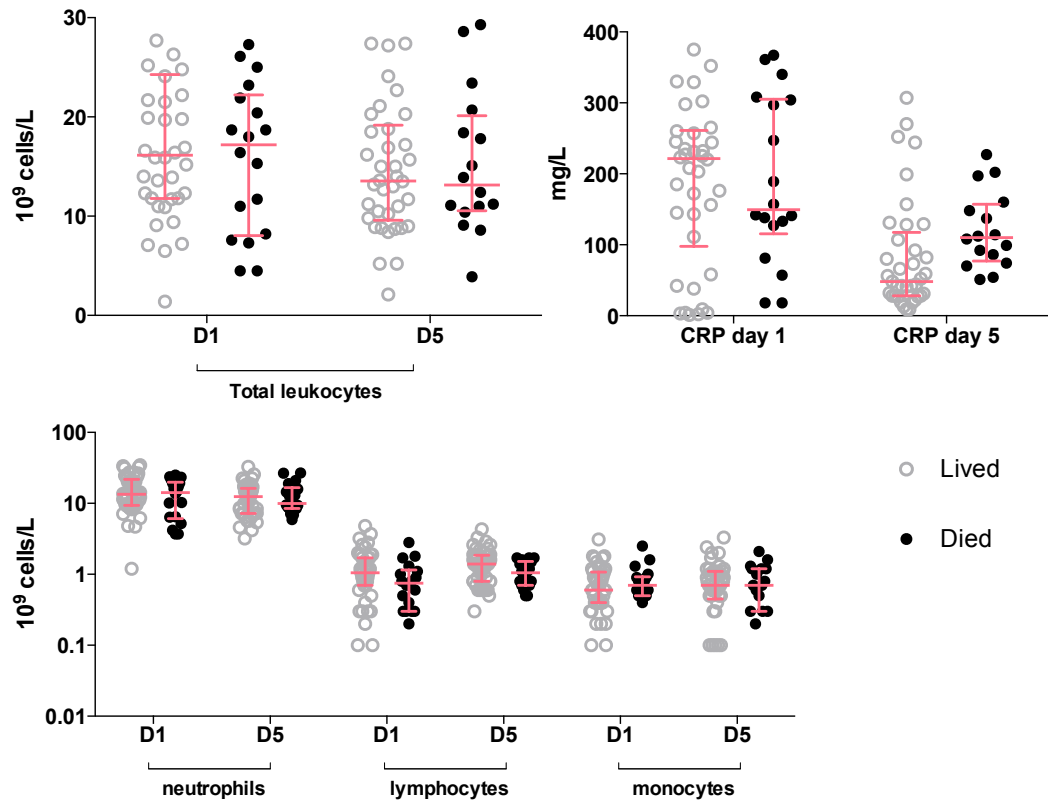 30
20
10
0
10⁹ cells/L
D1
D5
Total leukocytes
400
300
200
100
0
mg/L
CRP day 1
CRP day 5
100
10
1
0.1
0.01
10⁹ cells/L
D1
D5
D1
D5
D1
D5
neutrophils
lymphocytes
monocytes
Lived
Died